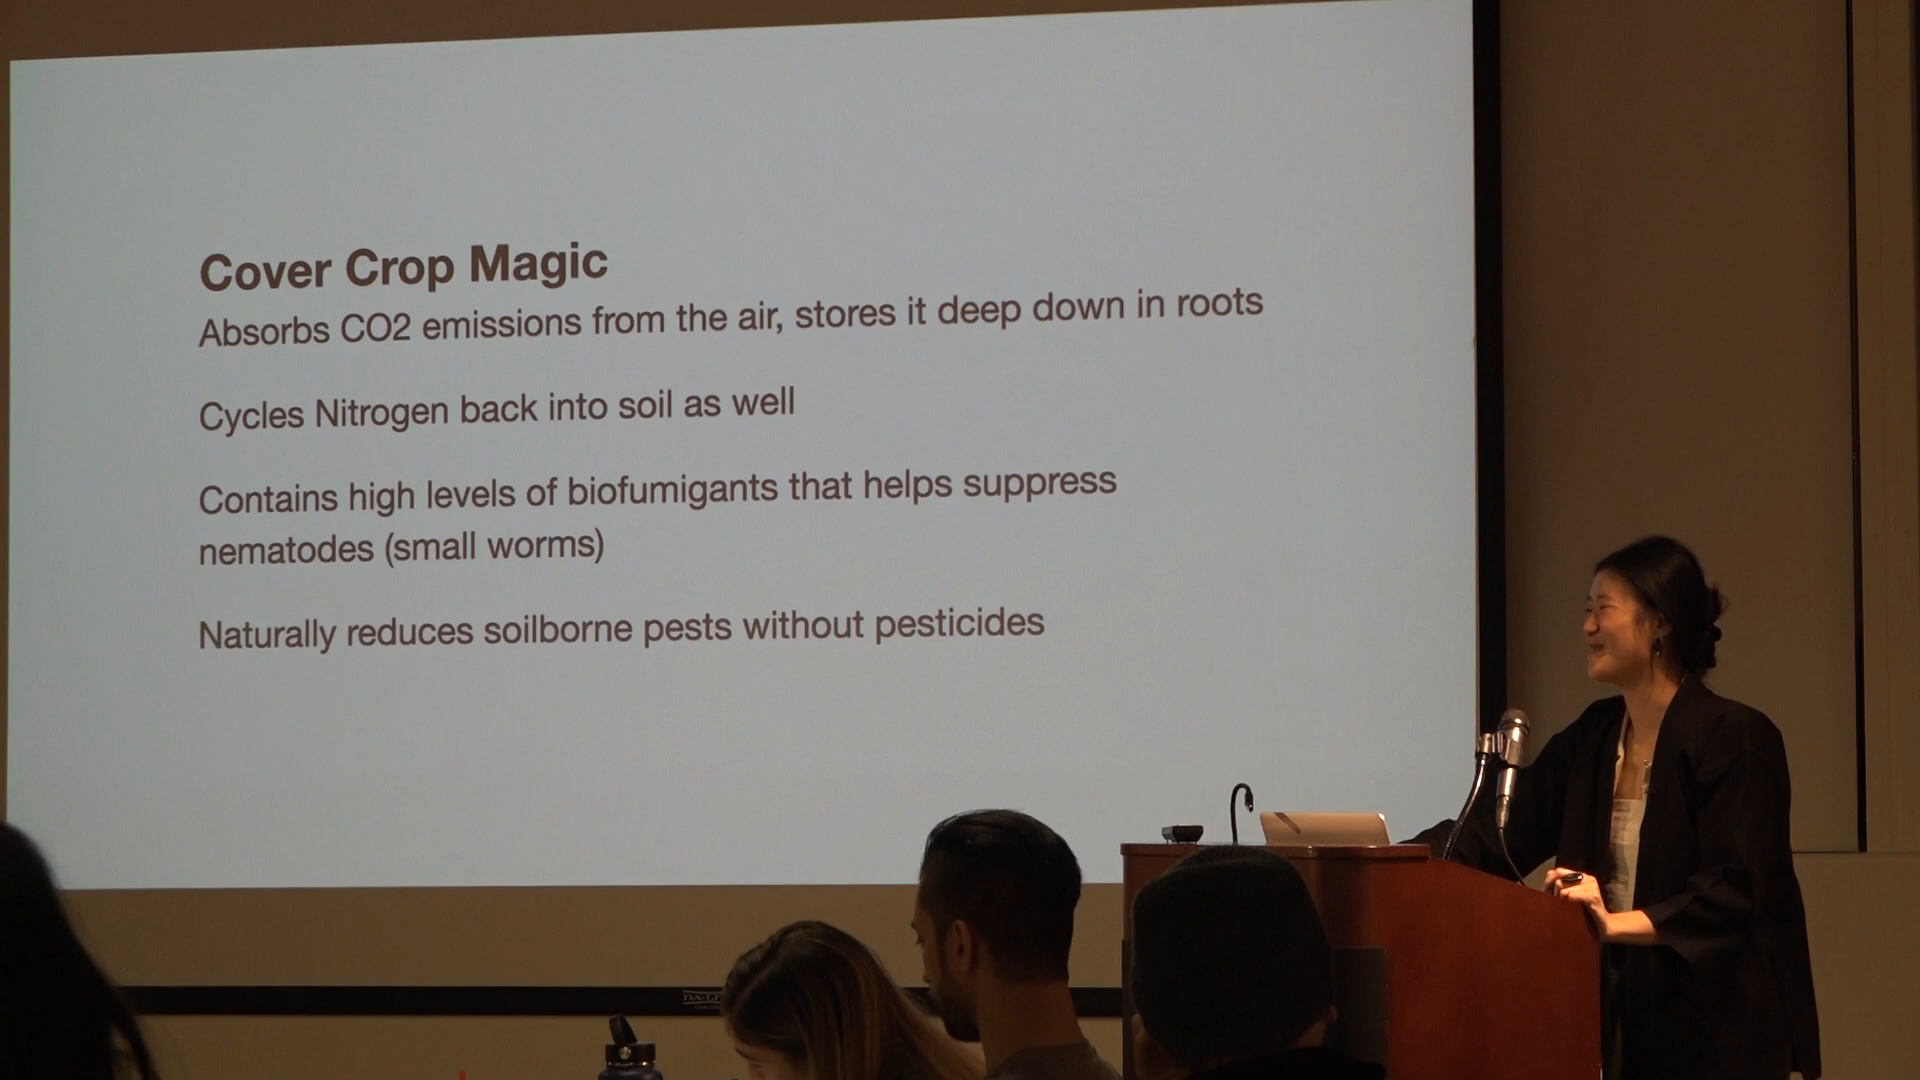 Cover Crop Magic
Absorbs CO2 emissions from the air, stores it deep down in roots
Cycles Nitrogen back into soil as well
Contains high levels of biofumigants that helps suppress
nematodes (small worms)
Naturally reduces soilborne pests without pesticides